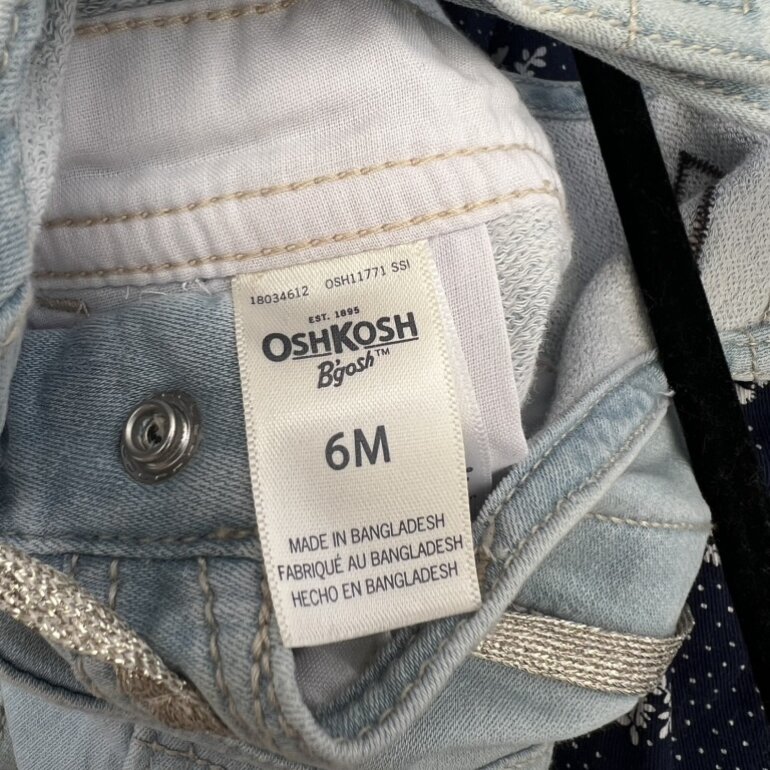 18034612 OSH11771 SSI
EST. 1895
OSHKOSH
B'gosh™
6M
MADE IN BANGLADESH
FABRIQUÉ AU BANGLADESH
HECHO EN BANGLADESH